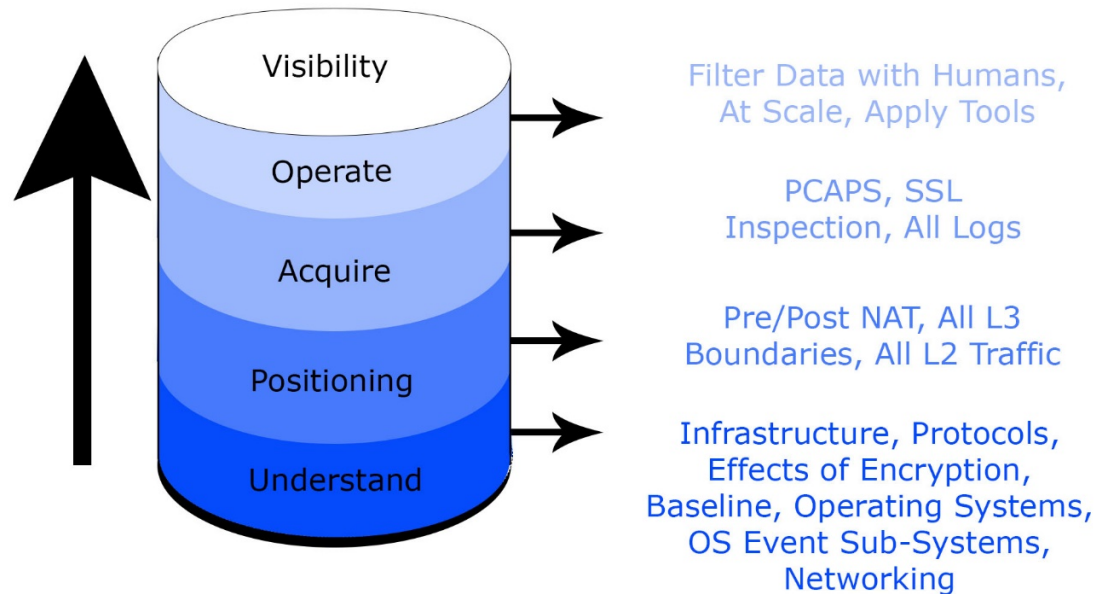 Visibility
Operate
Acquire
Positioning
Understand
Filter Data with Humans,
At Scale, Apply Tools
PCAPS, SSL
Inspection, All Logs
Pre/Post NAT, All L3
Boundaries, All L2 Traffic
Infrastructure, Protocols,
Effects of Encryption,
Baseline, Operating Systems,
OS Event Sub-Systems,
Networking